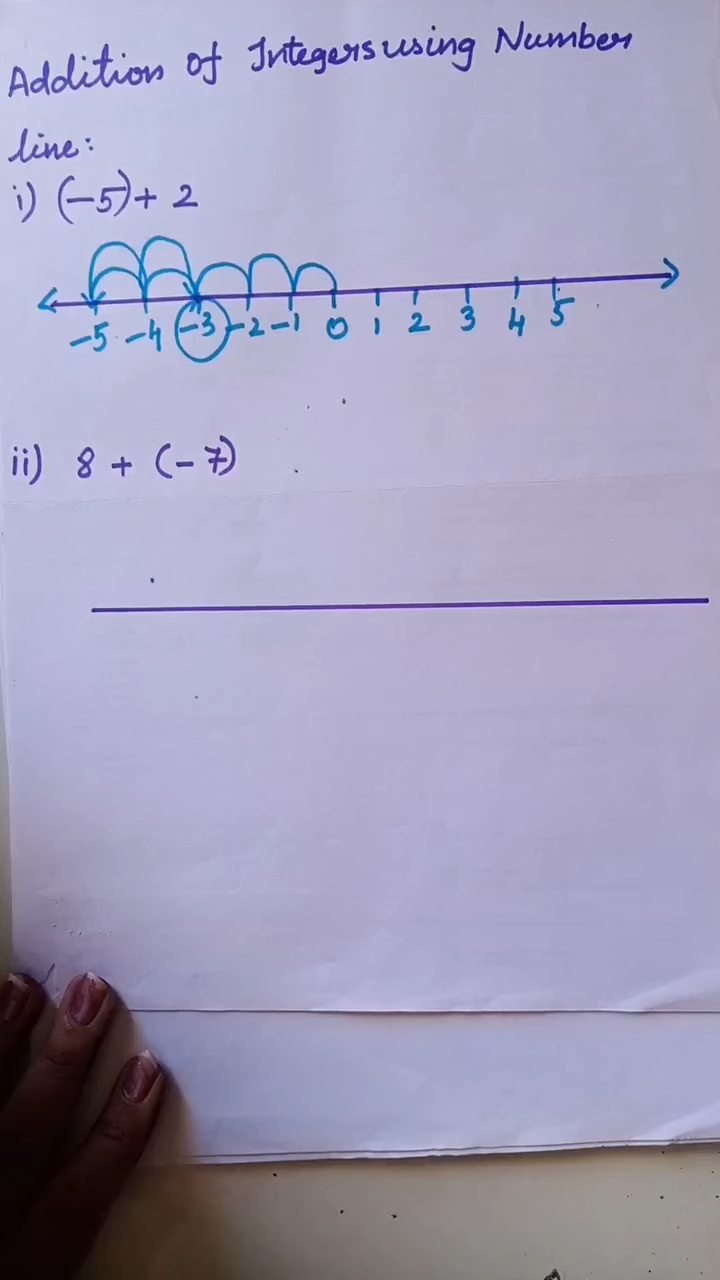 Addition of Integers using Number
line:
i) (-5) + 2
-5 -4 -3 -2 -1 0 1 2 3 4 5
ii) 8 + (-7)